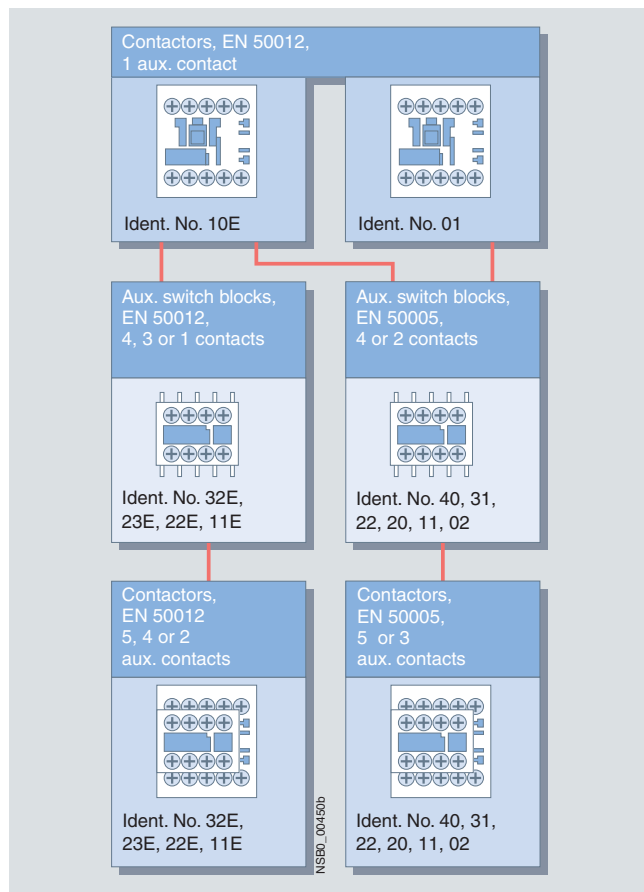 Contactors, EN 50012,
1 aux. contact
Ident. No. 10E
Ident. No. 01
Aux. switch blocks,
EN 50012,
4, 3 or 1 contacts
Ident. No. 32E,
23E, 22E, 11E
Aux. switch blocks,
EN 50005,
4 or 2 contacts
Ident. No. 40, 31,
22, 20, 11, 02
Contactors,
EN 50012
5, 4 or 2
aux. contacts
Ident. No. 32E,
23E, 22E, 11E
Contactors,
EN 50005,
5 or 3
aux. contacts
Ident. No. 40, 31,
22, 20, 11, 02
NSB0_00450b